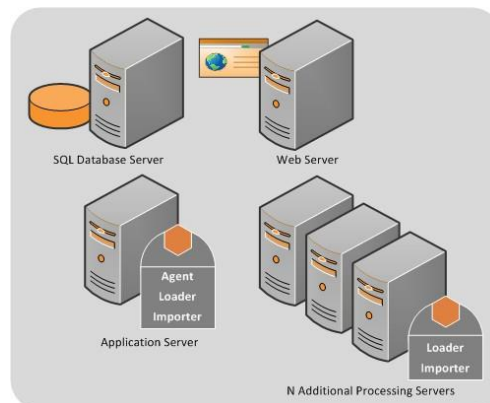 SQL Database Server
Web Server
Agent
Loader
Importer
Application Server
Loader
Importer
N Additional Processing Servers